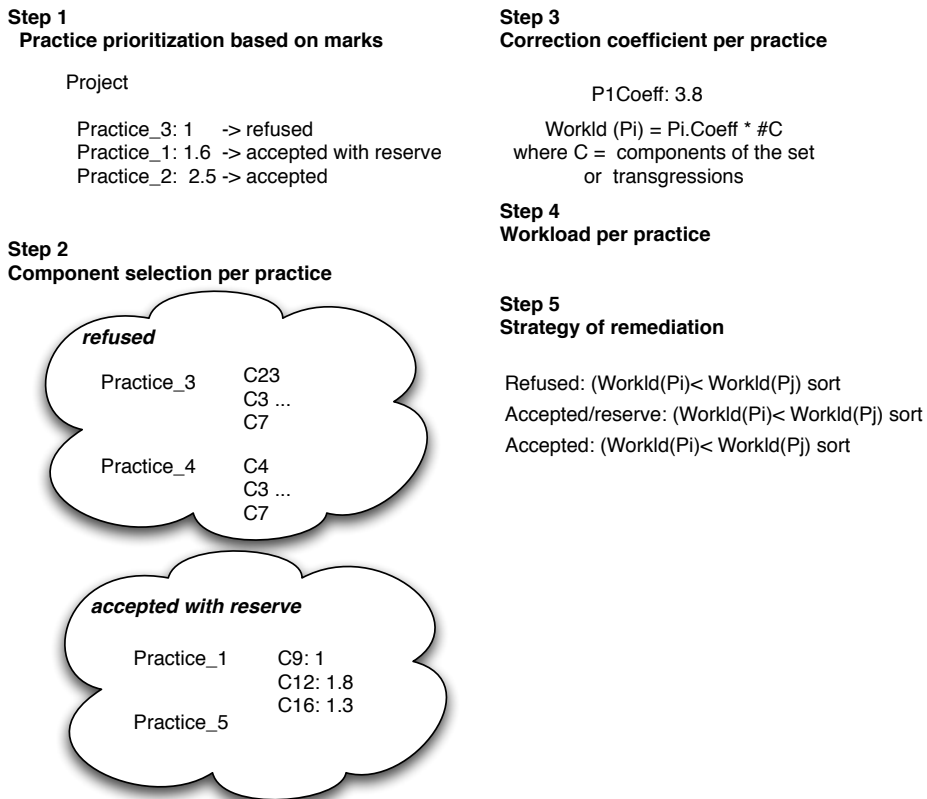 Step 1
Practice prioritization based on marks
Project
Practice_3: 1 -> refused
Practice_1: 1.6 -> accepted with reserve
Practice_2: 2.5 -> accepted
Step 2
Component selection per practice
refused
Practice_3 C23
C3 ...
C7
Practice_4 C4
C3 ...
C7
accepted with reserve
Practice_1 C9: 1
C12: 1.8
C16: 1.3
Practice_5
Step 3
Correction coefficient per practice
P1Coeff: 3.8
Workld (Pi) = Pi.Coeff * #C
where C = components of the set
or transgressions
Step 4
Workload per practice
Step 5
Strategy of remediation
Refused: (Workld(Pi)< Workld(Pj) sort
Accepted/reserve: (Workld(Pi)< Workld(Pj) sort
Accepted: (Workld(Pi)< Workld(Pj) sort